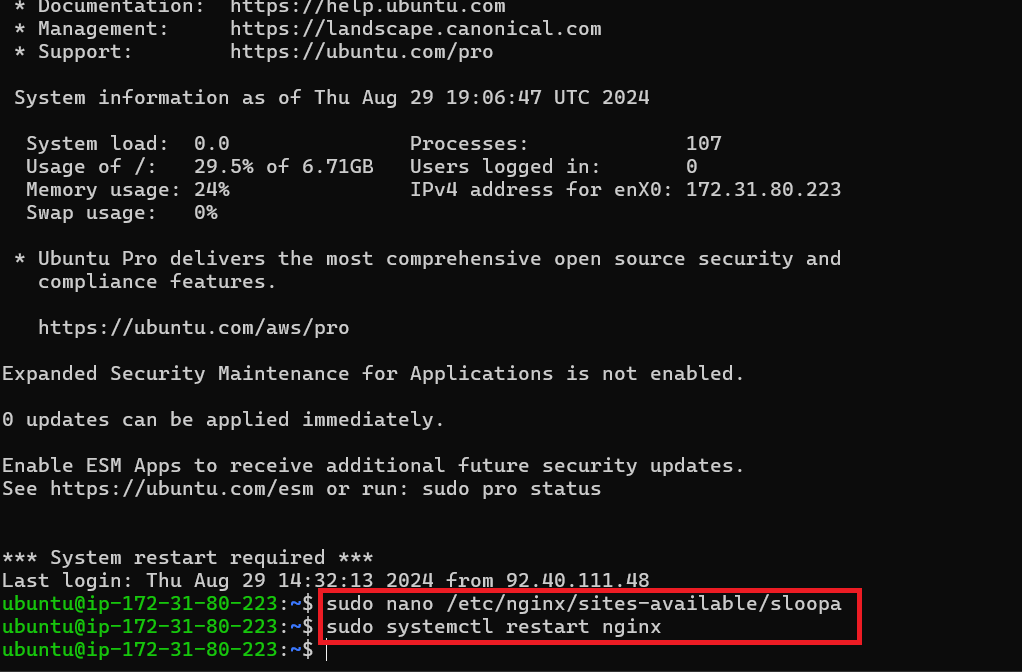 * Documentation:  https://help.ubuntu.com
* Management:     https://landscape.canonical.com
* Support:        https://ubuntu.com/pro
System information as of Thu Aug 29 19:06:47 UTC 2024
System load:  0.0               Processes:             107
Usage of /:   29.5% of 6.71GB   Users logged in:       0
Memory usage: 24%               IPv4 address for enX0: 172.31.80.223
Swap usage:   0%
* Ubuntu Pro delivers the most comprehensive open source security and
compliance features.
https://ubuntu.com/aws/pro
Expanded Security Maintenance for Applications is not enabled.
0 updates can be applied immediately.
Enable ESM Apps to receive additional future security updates.
See https://ubuntu.com/esm or run: sudo pro status
*** System restart required ***
Last login: Thu Aug 29 14:32:13 2024 from 92.40.111.48
ubuntu@ip-172-31-80-223:~$ sudo nano /etc/nginx/sites-available/sloopa
ubuntu@ip-172-31-80-223:~$ sudo systemctl restart nginx
ubuntu@ip-172-31-80-223:~$